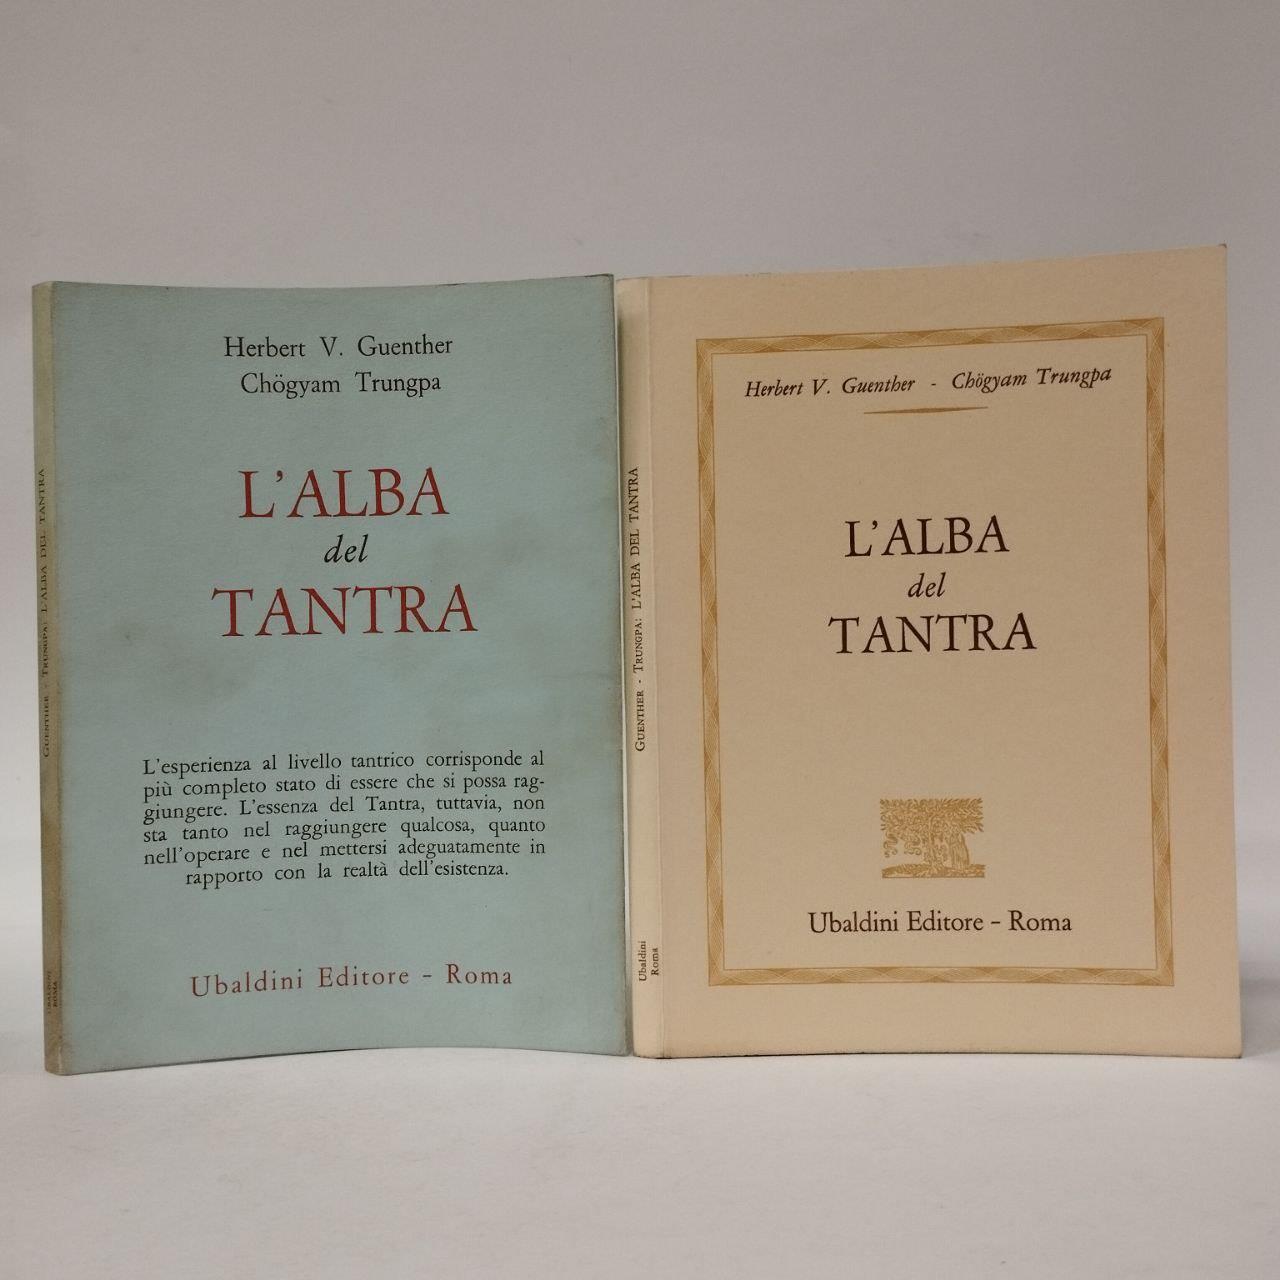 Herbert V. Guenther
Chögyam Trungpa
L'ALBA
del
TANTRA
L'esperienza al livello tantrico corrisponde al
più completo stato di essere che si possa rag-
giungere. L'essenza del Tantra, tuttavia, non
sta tanto nel raggiungere qualcosa, quanto
nell'operare e nel mettersi adeguatamente in
rapporto con la realtà dell'esistenza.
Ubaldini Editore - Roma
GUENTHER - TRUNGPA: L'ALBA DEL TANTRA
UBALDINI
ROMA
Herbert V. Guenther - Chögyam Trungpa
L'ALBA
del
TANTRA
Ubaldini Editore - Roma
GUENTHER - TRUNGPA: L'ALBA DEL TANTRA
Ubaldini
Roma